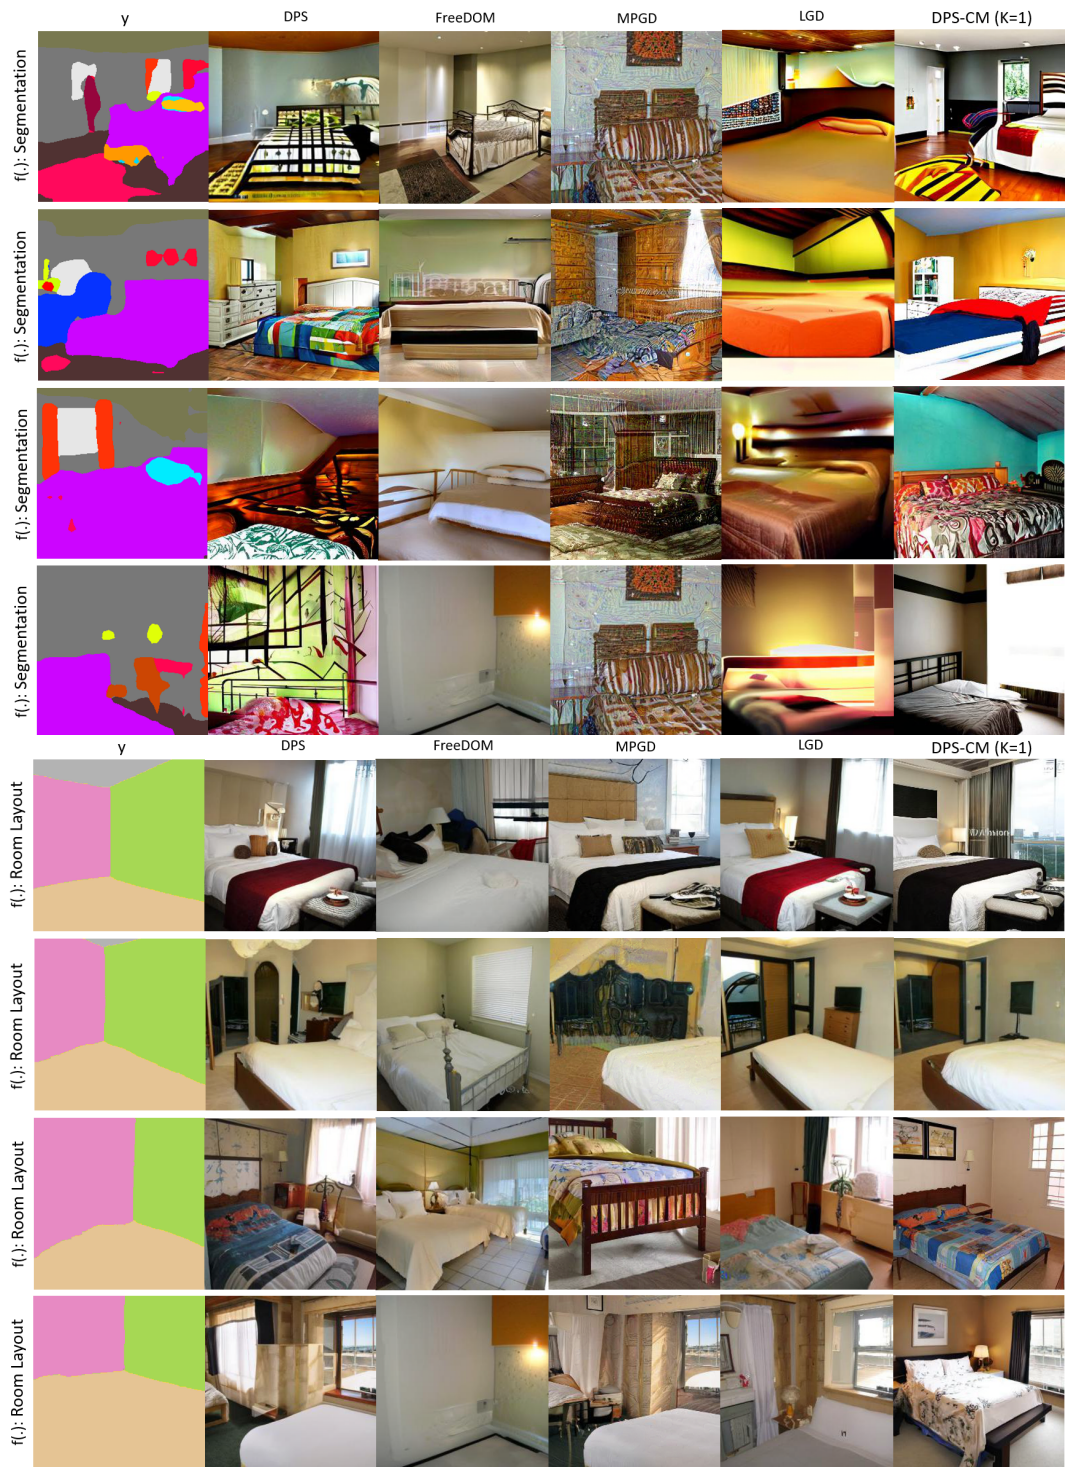 y DPS FreeDOM MPGD LGD DPS-CM (K=1)
f(.): Segmentation
f(.): Segmentation
f(.): Segmentation
f(.): Segmentation
y DPS FreeDOM MPGD LGD DPS-CM (K=1)
f(.): Room Layout
f(.): Room Layout
f(.): Room Layout
f(.): Room Layout